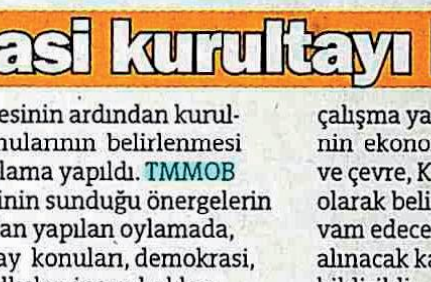 asi kurultayı
esinin ardından kurul-
nularının belirlenmesi
lama yapıldı. TMMOB
inin sunduğu önergelerin
an yapılan oylamada,
ay konuları, demokrasi,
çalışma ya
nin ekono
ve çevre, K
olarak beli
vam edece
alınacak ka